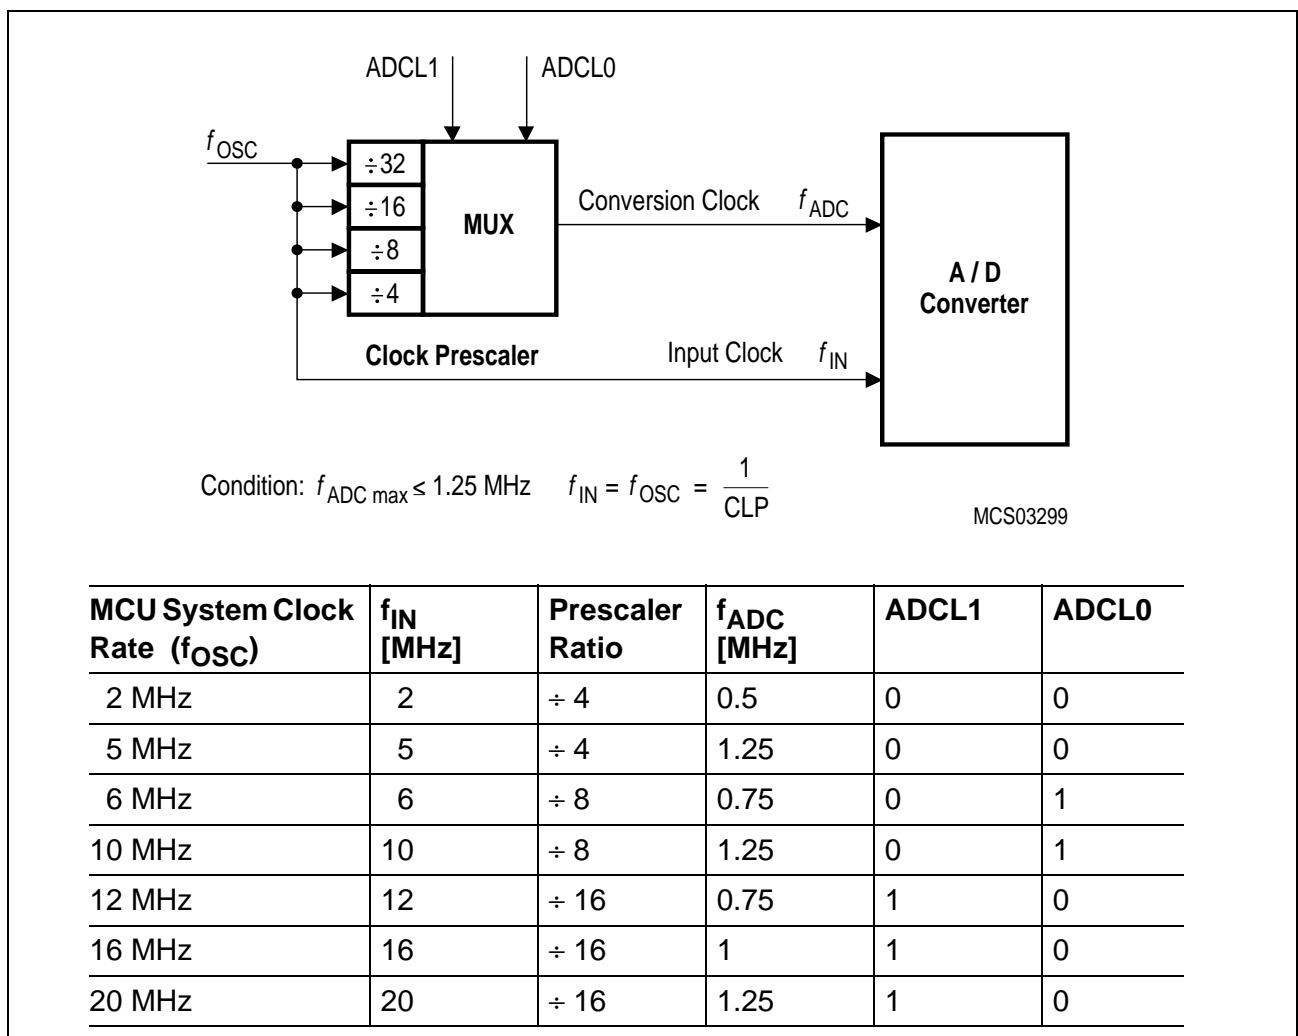 ADCL1 ADCL0
fOSC
÷32
÷16
÷8
÷4
MUX
Conversion Clock fADC
A / D
Converter
Clock Prescaler
Input Clock fIN
Condition: fADC max ≤ 1.25 MHz fIN = fOSC = 1
CLP
MCS03299
MCU System Clock Rate (fOSC) | fIN [MHz] | Prescaler Ratio | fADC [MHz] | ADCL1 | ADCL0
2 MHz | 2 | ÷ 4 | 0.5 | 0 | 0
5 MHz | 5 | ÷ 4 | 1.25 | 0 | 0
6 MHz | 6 | ÷ 8 | 0.75 | 0 | 1
10 MHz | 10 | ÷ 8 | 1.25 | 0 | 1
12 MHz | 12 | ÷ 16 | 0.75 | 1 | 0
16 MHz | 16 | ÷ 16 | 1 | 1 | 0
20 MHz | 20 | ÷ 16 | 1.25 | 1 | 0